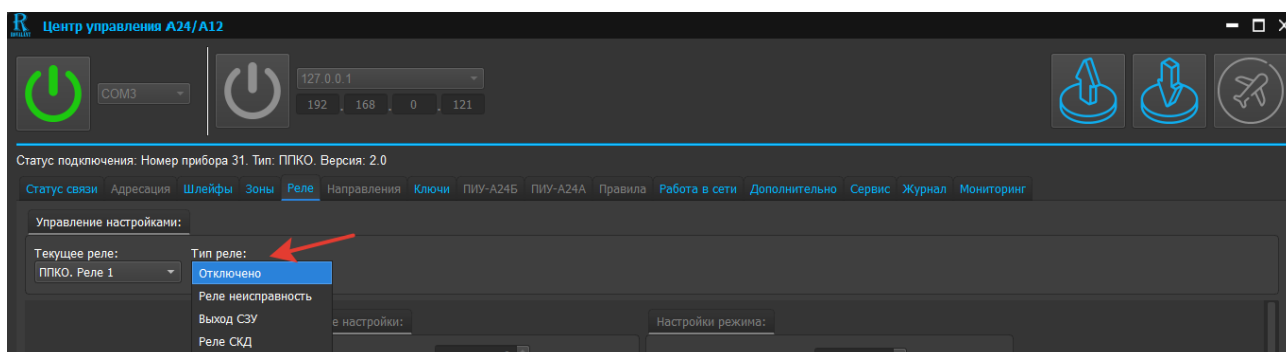 Центр управления A24/A12
COM3
127.0.0.1
192 . 168 . 0 . 121
Статус подключения: Номер прибора 31. Тип: ППКО. Версия: 2.0
Статус связи Адресация Шлейфы Зоны Реле Направления Ключи ПИУ-А24Б ПИУ-А24А Правила Работа в сети Дополнительно Сервис Журнал Мониторинг
Управление настройками:
Текущее реле: Тип реле:
ППКО. Реле 1 Отключено
Реле неисправность
Выход СЗУ е настройки: Настройки режима:
Реле СКД